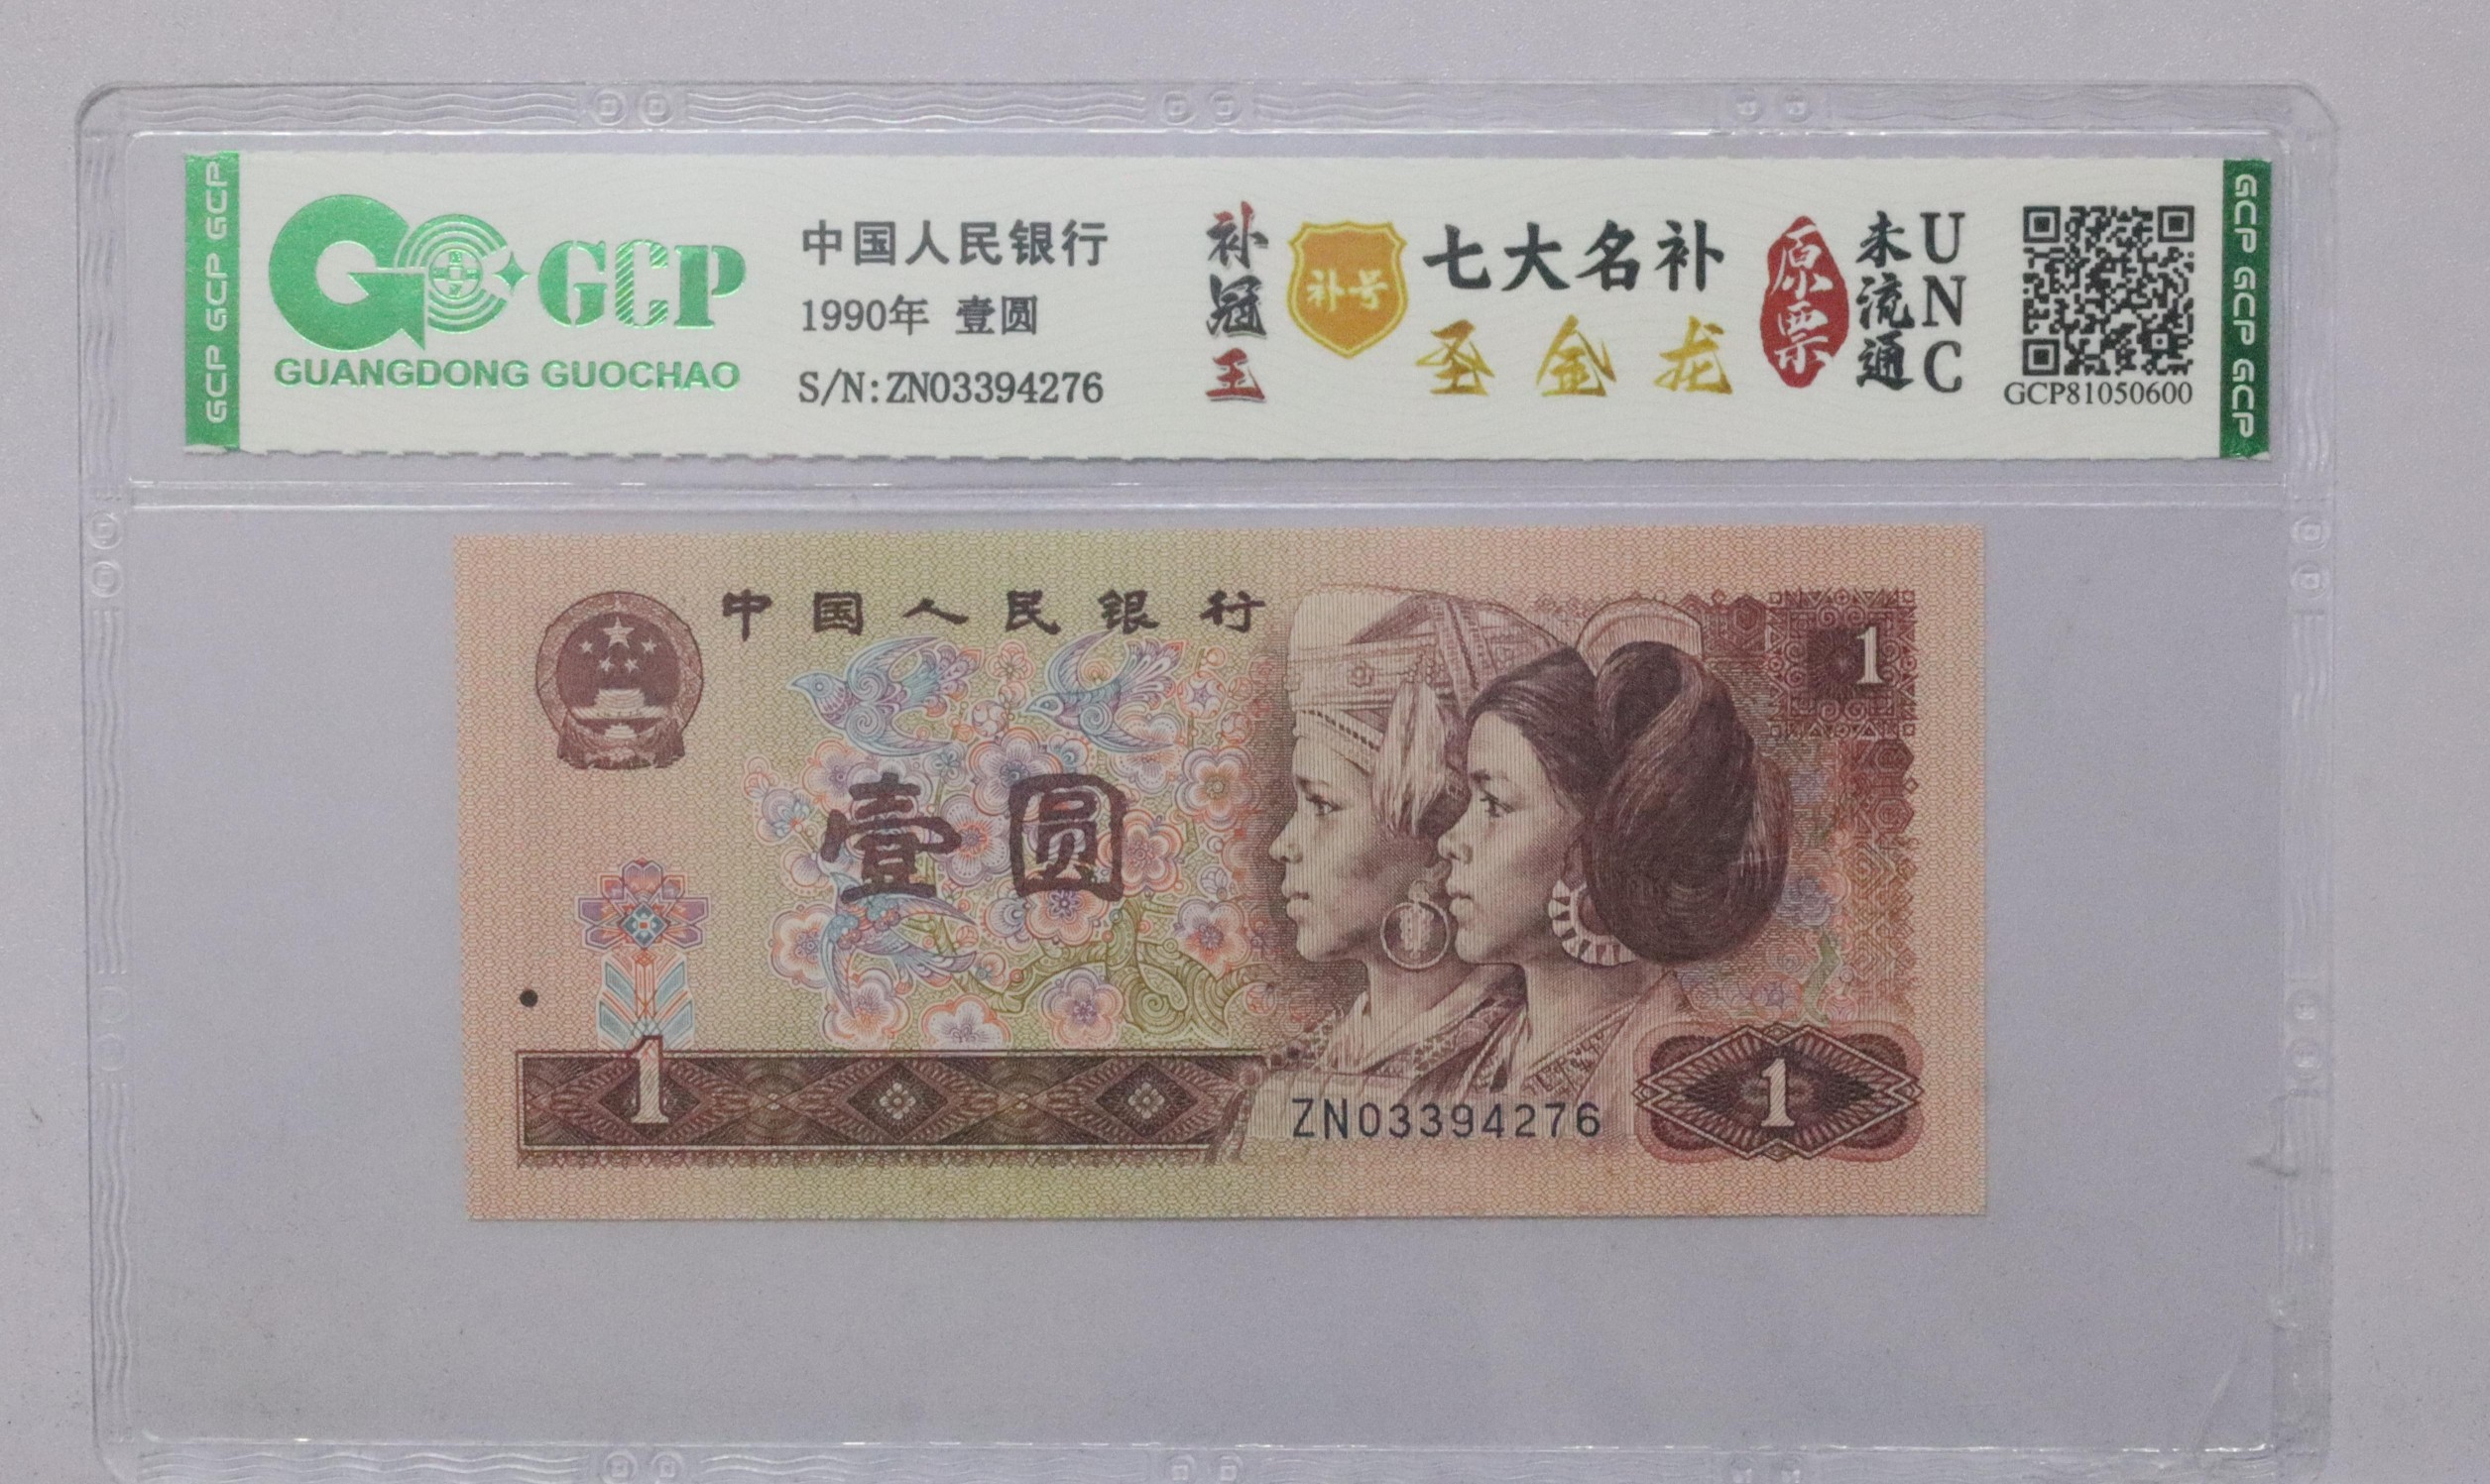 GCP GCP GCP
GCP
GUANGDONG GUOCHAO
中国人民银行
1990年 壹圆
S/N:ZN03394276
补冠王
补号
七大名补
圣金龙
原票
未流通
UNC
GCP81050600
GCP GCP GCP
中国人民银行
1
壹圆
1
ZN03394276
1